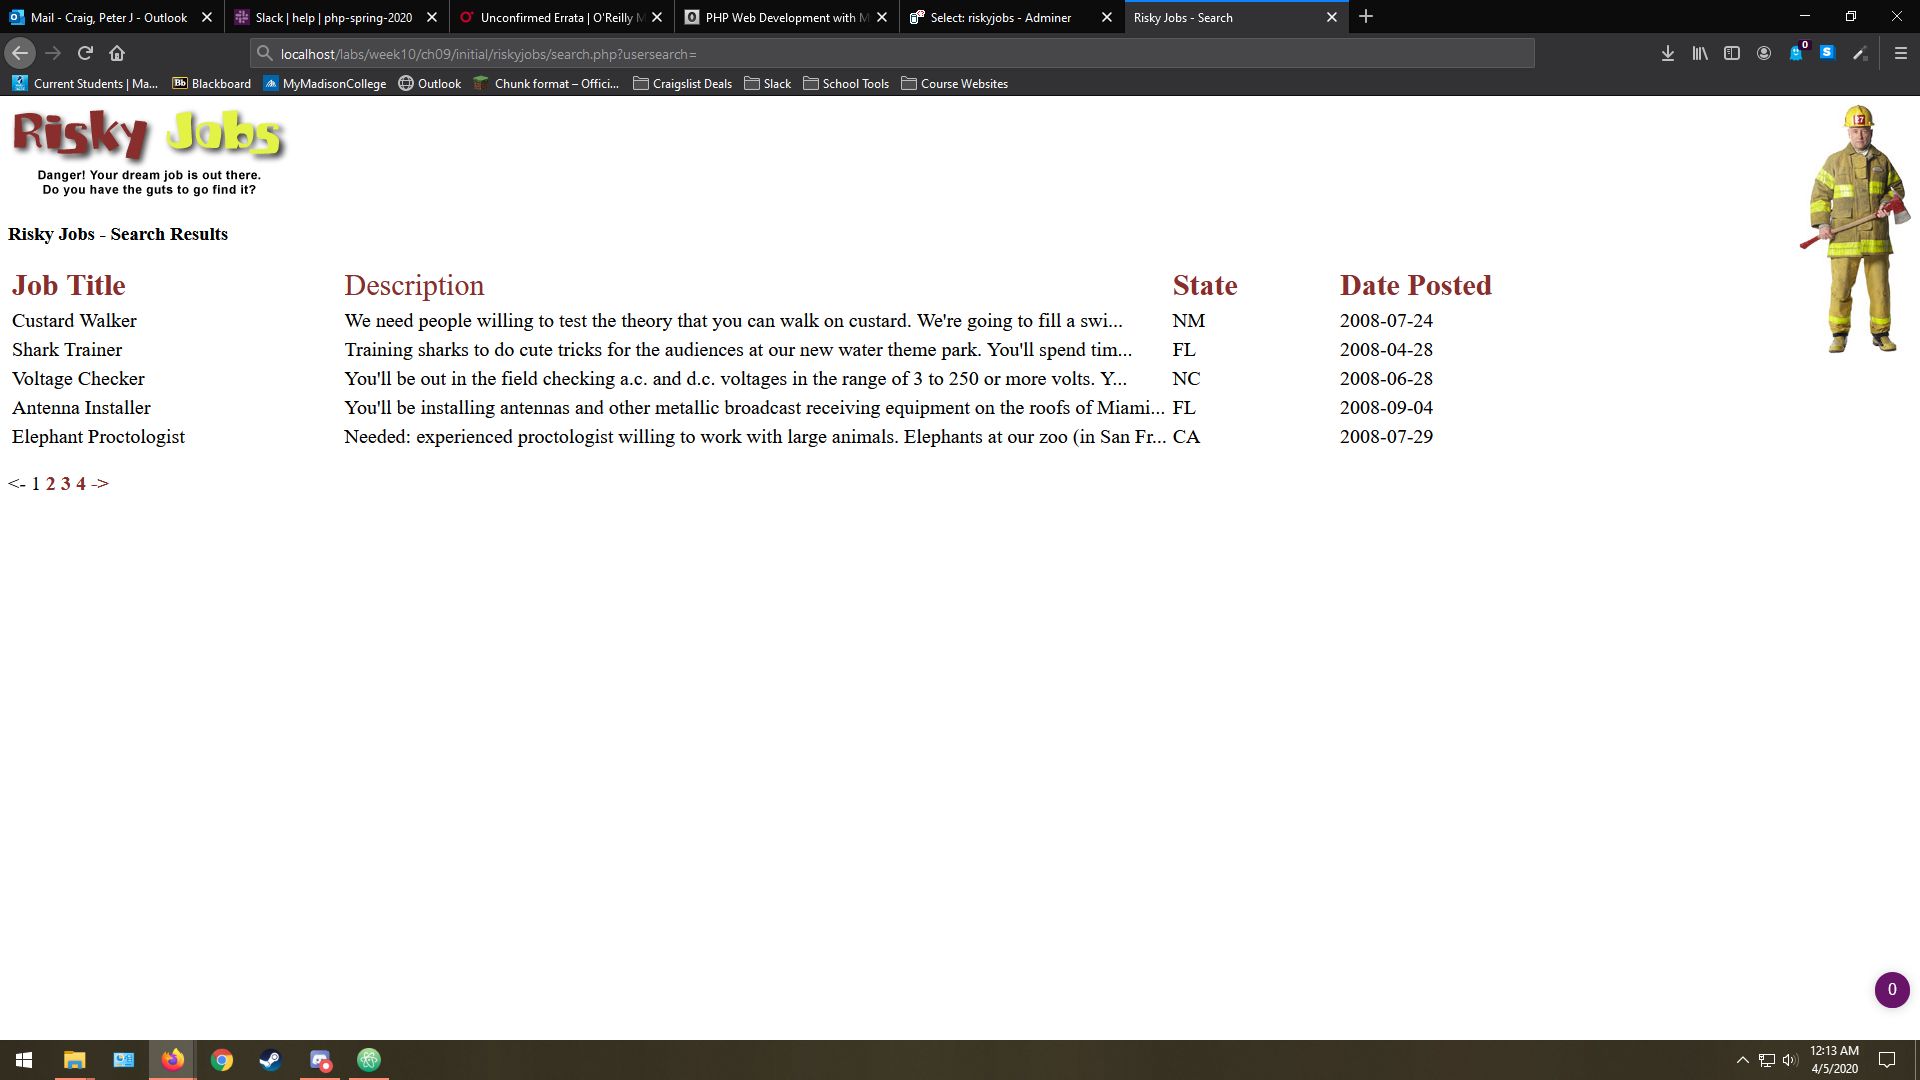 Mail - Craig, Peter J - Outlook
Slack | help | php-spring-2020
Unconfirmed Errata | O'Reilly M
PHP Web Development with M
Select: riskyjobs - Adminer
Risky Jobs - Search
localhost/labs/week10/ch09/initial/riskyjobs/search.php?usersearch=
0
S
Current Students | Ma...
Bb Blackboard
MyMadisonCollege
Outlook
Chunk format – Offici...
Craigslist Deals
Slack
School Tools
Course Websites
Risky Jobs
Danger! Your dream job is out there.
Do you have the guts to go find it?
27
Risky Jobs - Search Results
Job Title Description State Date Posted
Custard Walker We need people willing to test the theory that you can walk on custard. We're going to fill a swi... NM 2008-07-24
Shark Trainer Training sharks to do cute tricks for the audiences at our new water theme park. You'll spend tim... FL 2008-04-28
Voltage Checker You'll be out in the field checking a.c. and d.c. voltages in the range of 3 to 250 or more volts. Y... NC 2008-06-28
Antenna Installer You'll be installing antennas and other metallic broadcast receiving equipment on the roofs of Miami... FL 2008-09-04
Elephant Proctologist Needed: experienced proctologist willing to work with large animals. Elephants at our zoo (in San Fr... CA 2008-07-29
<- 1 2 3 4 ->
0
12:13 AM
4/5/2020